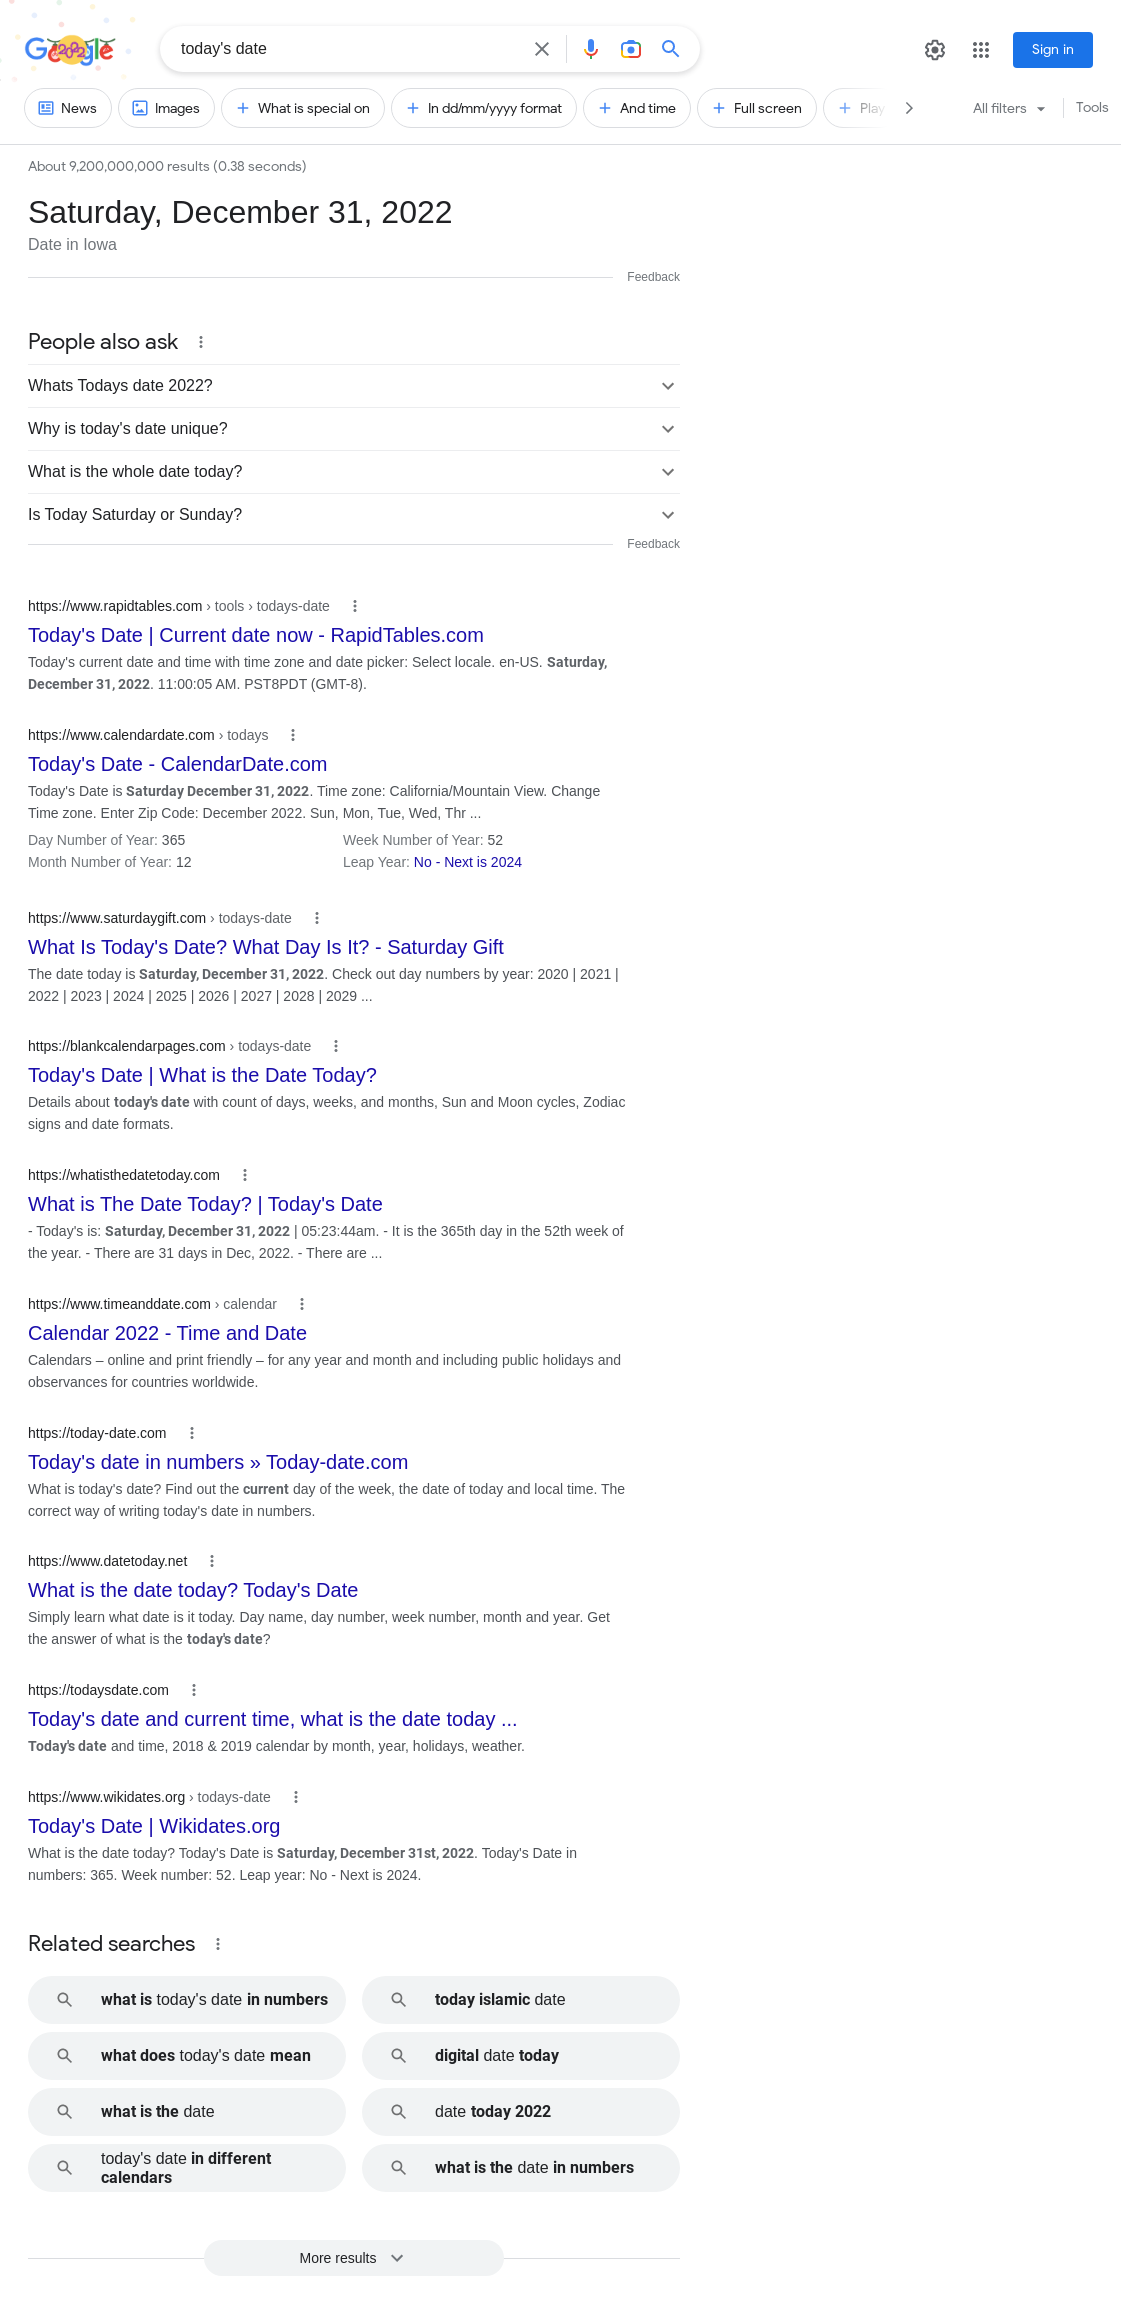 Google
today's date
Sign in
News
Images
What is special on
In dd/mm/yyyy format
And time
Full screen
Play
All filters
Tools
About 9,200,000,000 results (0.38 seconds)
Saturday, December 31, 2022
Date in Iowa
Feedback
People also ask
Whats Todays date 2022?
Why is today's date unique?
What is the whole date today?
Is Today Saturday or Sunday?
Feedback
https://www.rapidtables.com › tools › todays-date
Today's Date | Current date now - RapidTables.com
Today's current date and time with time zone and date picker: Select locale. en-US. Saturday,
December 31, 2022. 11:00:05 AM. PST8PDT (GMT-8).
https://www.calendardate.com › todays
Today's Date - CalendarDate.com
Today's Date is Saturday December 31, 2022. Time zone: California/Mountain View. Change
Time zone. Enter Zip Code: December 2022. Sun, Mon, Tue, Wed, Thr ...
Day Number of Year: 365
Week Number of Year: 52
Month Number of Year: 12
Leap Year: No - Next is 2024
https://www.saturdaygift.com › todays-date
What Is Today's Date? What Day Is It? - Saturday Gift
The date today is Saturday, December 31, 2022. Check out day numbers by year: 2020 | 2021 |
2022 | 2023 | 2024 | 2025 | 2026 | 2027 | 2028 | 2029 ...
https://blankcalendarpages.com › todays-date
Today's Date | What is the Date Today?
Details about today's date with count of days, weeks, and months, Sun and Moon cycles, Zodiac
signs and date formats.
https://whatisthedatetoday.com
What is The Date Today? | Today's Date
- Today's is: Saturday, December 31, 2022 | 05:23:44am. - It is the 365th day in the 52th week of
the year. - There are 31 days in Dec, 2022. - There are ...
https://www.timeanddate.com › calendar
Calendar 2022 - Time and Date
Calendars – online and print friendly – for any year and month and including public holidays and
observances for countries worldwide.
https://today-date.com
Today's date in numbers » Today-date.com
What is today's date? Find out the current day of the week, the date of today and local time. The
correct way of writing today's date in numbers.
https://www.datetoday.net
What is the date today? Today's Date
Simply learn what date is it today. Day name, day number, week number, month and year. Get
the answer of what is the today's date?
https://todaysdate.com
Today's date and current time, what is the date today ...
Today's date and time, 2018 & 2019 calendar by month, year, holidays, weather.
https://www.wikidates.org › todays-date
Today's Date | Wikidates.org
What is the date today? Today's Date is Saturday, December 31st, 2022. Today's Date in
numbers: 365. Week number: 52. Leap year: No - Next is 2024.
Related searches
what is today's date in numbers
today islamic date
what does today's date mean
digital date today
what is the date
date today 2022
today's date in different
calendars
what is the date in numbers
More results